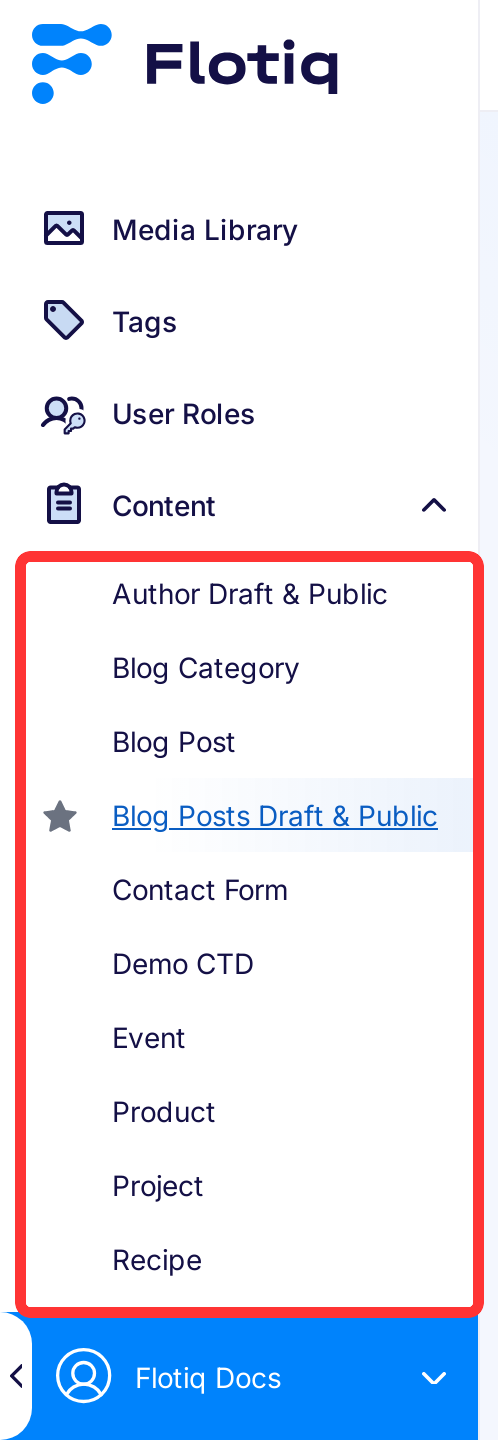 Flotiq
Media Library
Tags
User Roles
Content
Author Draft & Public
Blog Category
Blog Post
Blog Posts Draft & Public
Contact Form
Demo CTD
Event
Product
Project
Recipe
Flotiq Docs